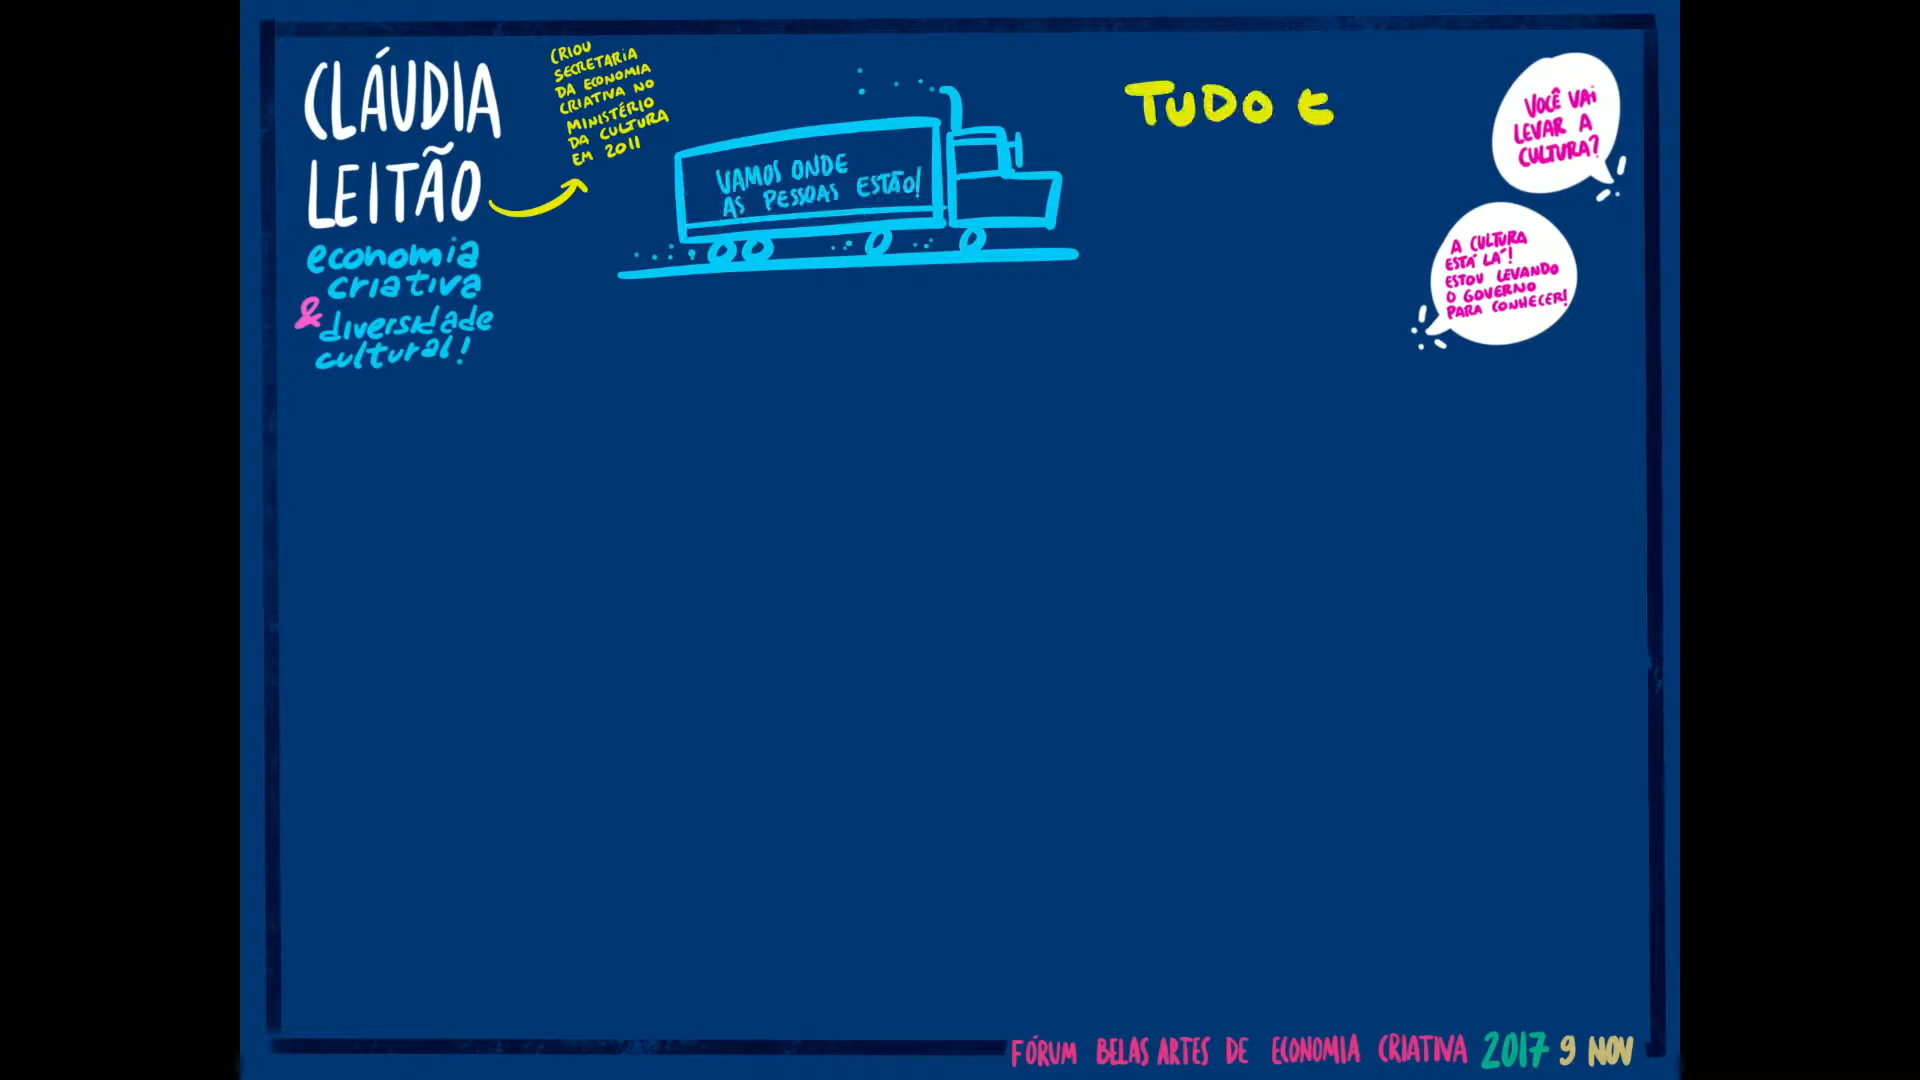 CLÁUDIA
LEITÃO
economia
criativa
& diversidade
cultural!
CRIOU
SECRETARIA
DA ECONOMIA
CRIATIVA NO
MINISTÉRIO
DA CULTURA
EM 2011
VAMOS ONDE
AS PESSOAS ESTÃO!
TUDO
VOCÊ VAI
LEVAR A
CULTURA?
A CULTURA
ESTÁ LÁ!
ESTOU LEVANDO
O GOVERNO
PARA CONHECER!
FÓRUM BELAS ARTES DE ECONOMIA CRIATIVA 2017 9 NOV